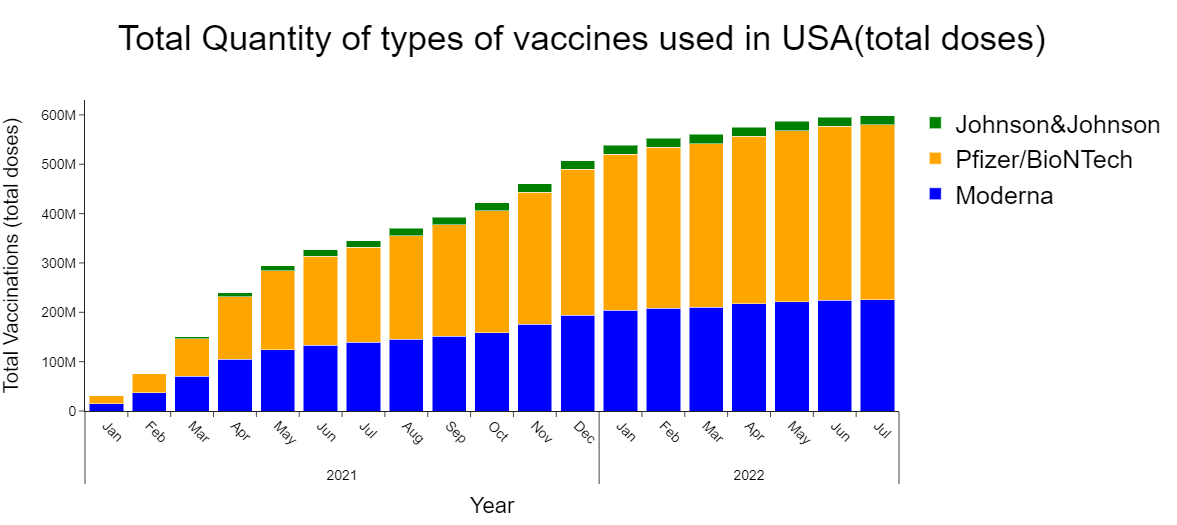 Total Quantity of types of vaccines used in USA(total doses)
Total Vaccinations (total doses)
600M
500M
400M
300M
200M
100M
0
Johnson&Johnson
Pfizer/BioNTech
Moderna
Jan Feb Mar Apr May Jun Jul Aug Sep Oct Nov Dec Jan Feb Mar Apr May Jun Jul
2021 2022
Year